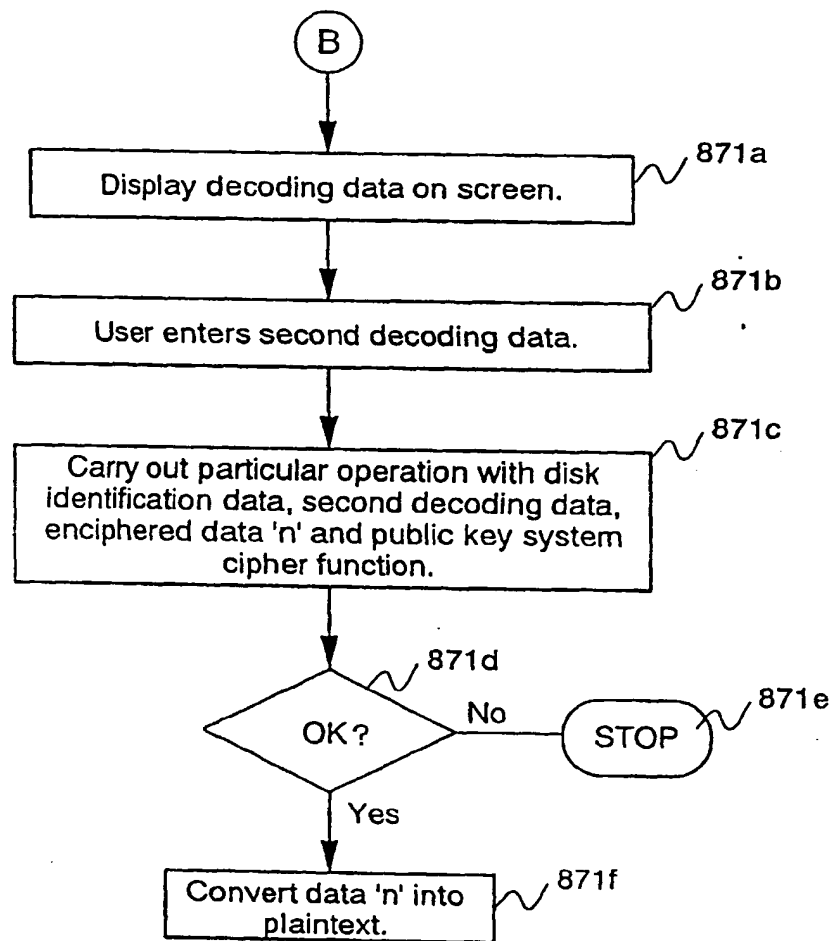 B
Display decoding data on screen.
871a
User enters second decoding data.
871b
Carry out particular operation with disk
identification data, second decoding data,
enciphered data 'n' and public key system
cipher function.
871c
OK?
871d
No
STOP
871e
Yes
Convert data 'n' into
plaintext.
871f